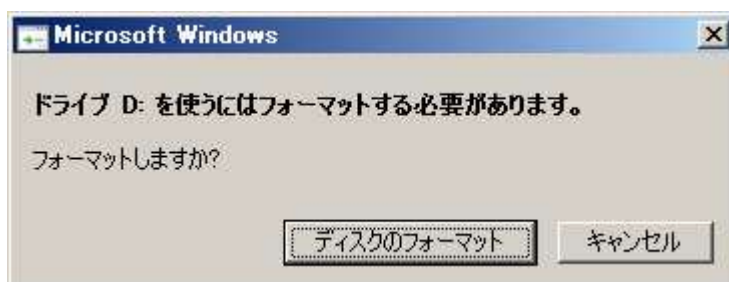 Microsoft Windows
ドライブ D: を使うにはフォーマットする必要があります。
フォーマットしますか?
ディスクのフォーマット
キャンセル